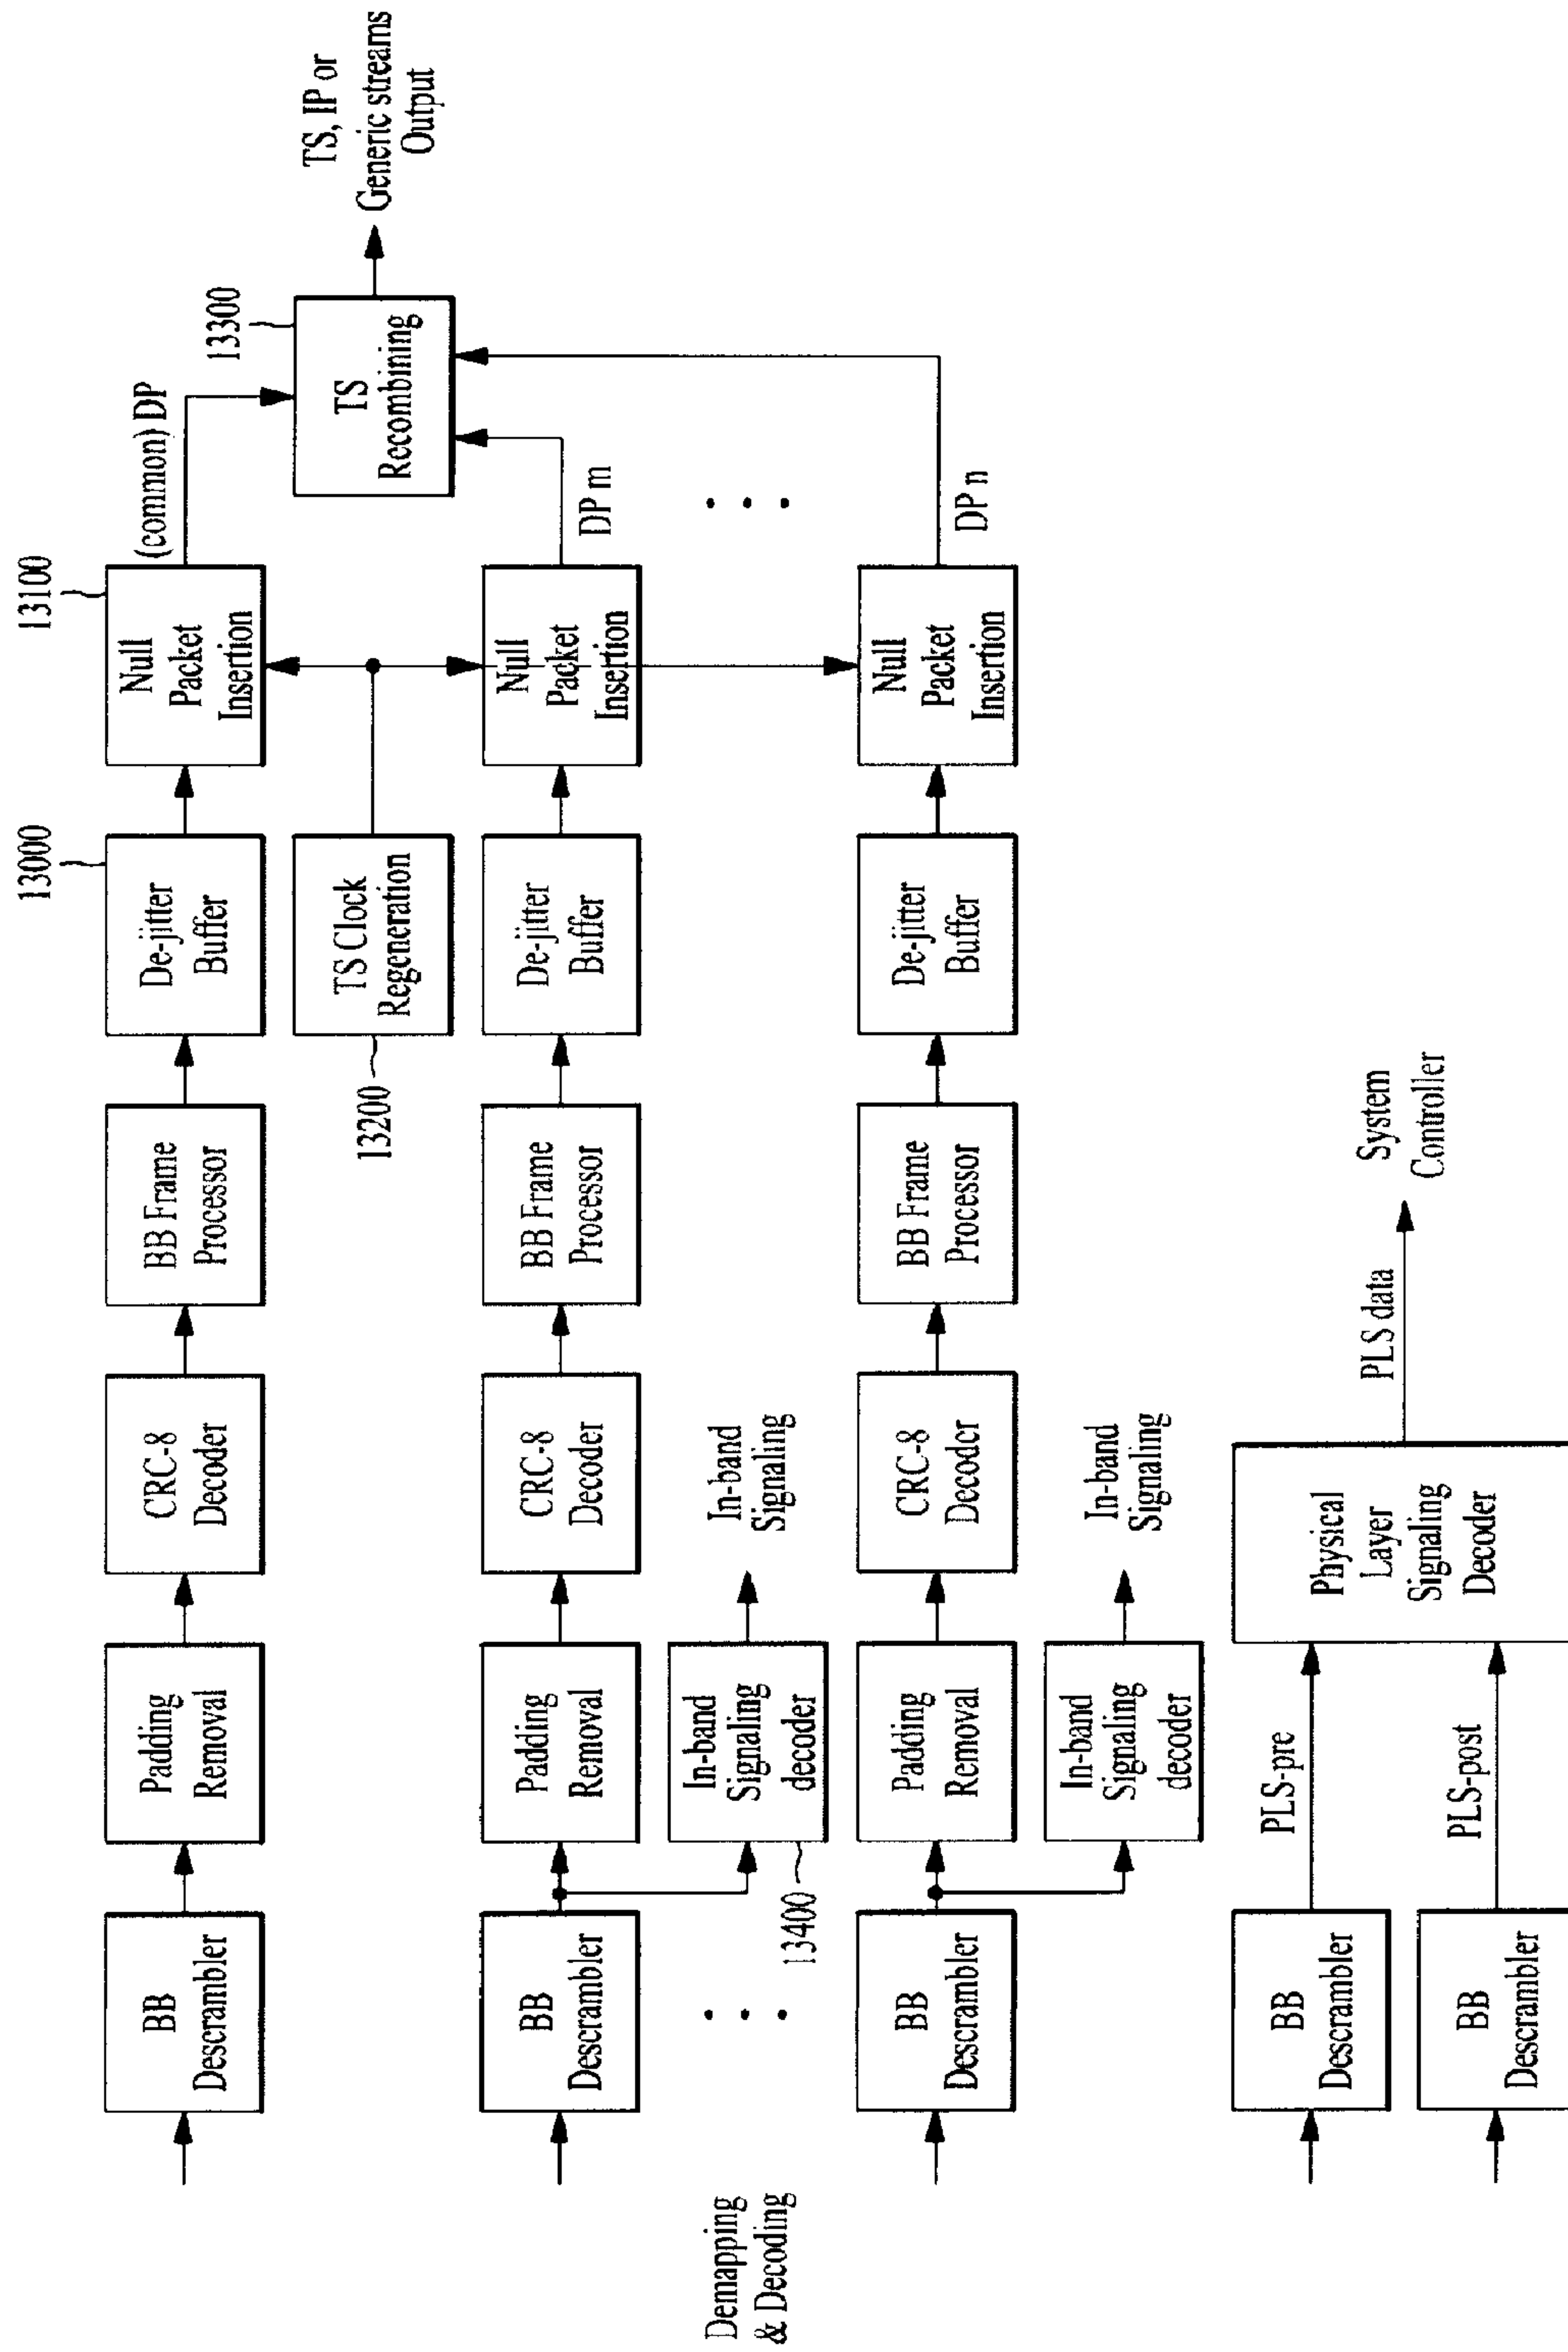 Demapping
& Decoding
BB
Descrambler
Padding
Removal
CRC-8
Decoder
BB Frame
Processor
13000
De-jitter
Buffer
13100
Null
Packet
Insertion
(common) DP
TS Clock
Regeneration
13200
13300
TS
Recombining
TS, IP or
Generic streams
Output
BB
Descrambler
Padding
Removal
CRC-8
Decoder
BB Frame
Processor
De-jitter
Buffer
Null
Packet
Insertion
DP m
In-band
Signaling
decoder
13400
In-band
Signaling
. . .
. . .
BB
Descrambler
Padding
Removal
CRC-8
Decoder
BB Frame
Processor
De-jitter
Buffer
Null
Packet
Insertion
DP n
In-band
Signaling
decoder
In-band
Signaling
BB
Descrambler
PLS-pre
BB
Descrambler
PLS-post
Physical
Layer
Signaling
Decoder
PLS data
System
Controller